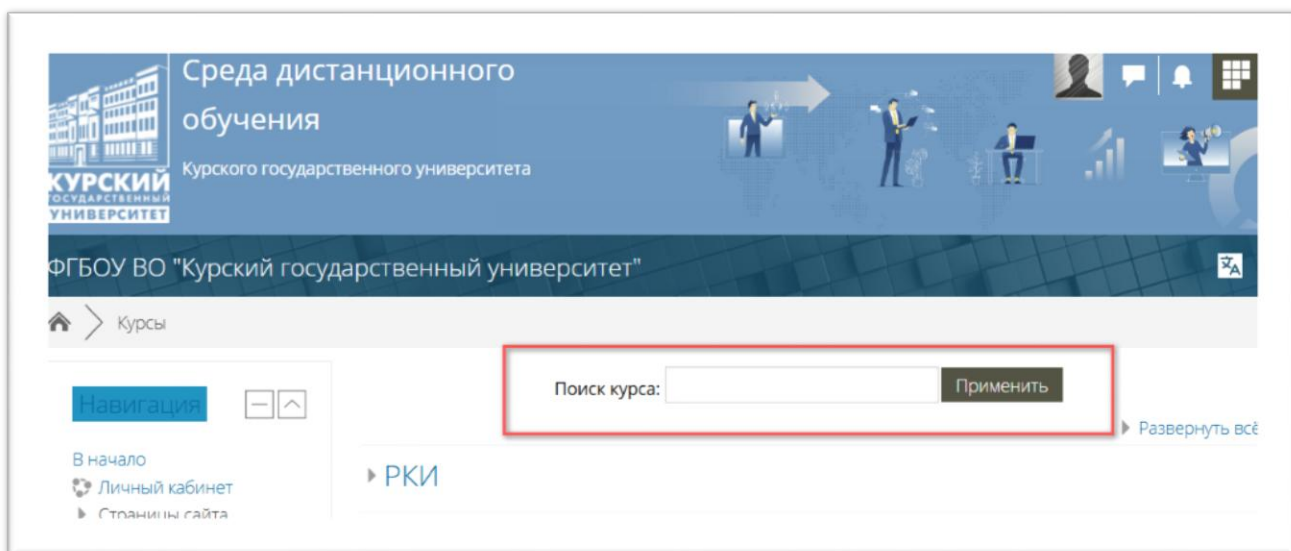 Среда дистанционного
обучения
Курского государственного университета
КУРСКИЙ
ГОСУДАРСТВЕННЫЙ
УНИВЕРСИТЕТ
ФГБОУ ВО "Курский государственный университет"
Курсы
Поиск курса:
Применить
Развернуть всё
Навигация
В начало
Личный кабинет
Страницы сайта
РКИ